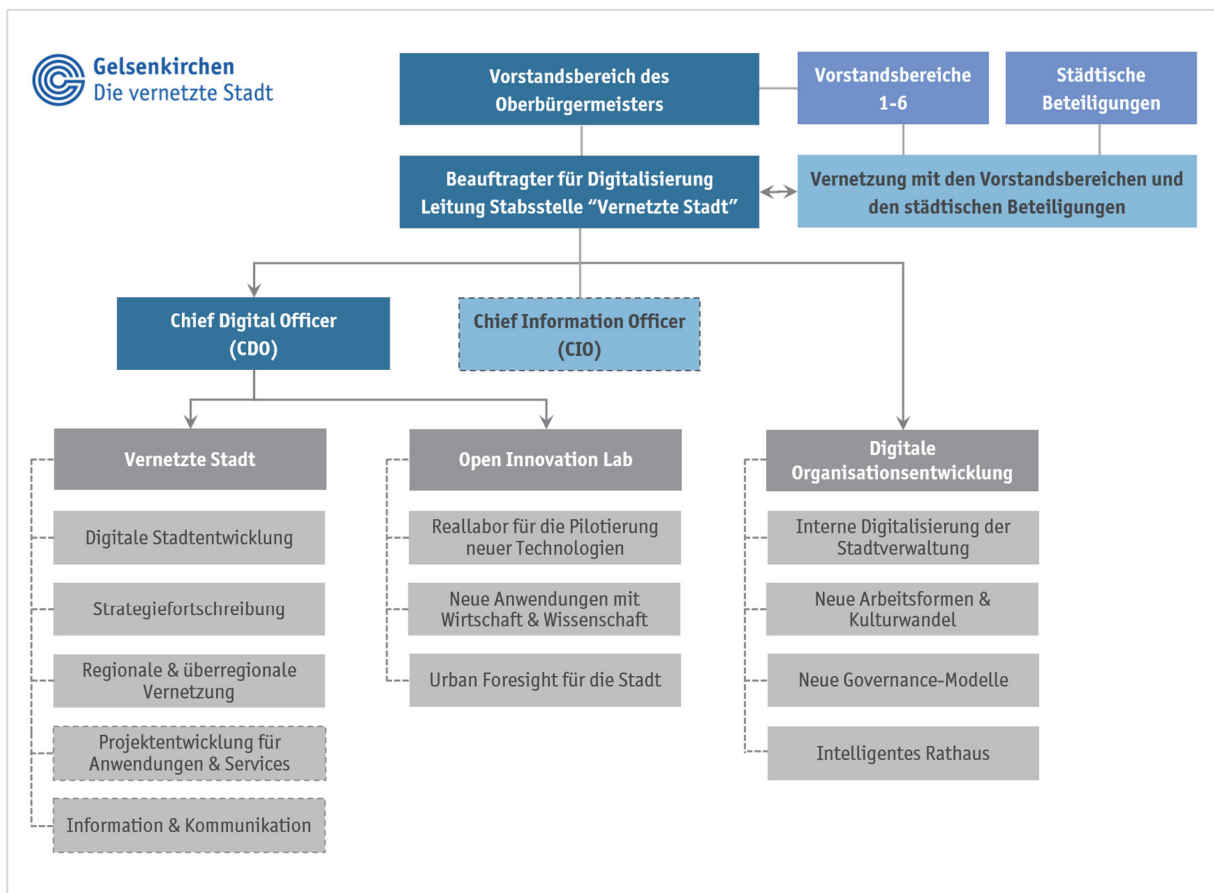 Gelsenkirchen
Die vernetzte Stadt
Vorstandsbereich des
Oberbürgermeisters
Vorstandsbereiche
1-6
Städtische
Beteiligungen
Beauftragter für Digitalisierung
Leitung Stabsstelle “Vernetzte Stadt”
Vernetzung mit den Vorstandsbereichen und
den städtischen Beteiligungen
Chief Digital Officer
(CDO)
Chief Information Officer
(CIO)
Vernetzte Stadt
Digitale Stadtentwicklung
Strategiefortschreibung
Regionale & überregionale
Vernetzung
Projektentwicklung für
Anwendungen & Services
Information & Kommunikation
Open Innovation Lab
Reallabor für die Pilotierung
neuer Technologien
Neue Anwendungen mit
Wirtschaft & Wissenschaft
Urban Foresight für die Stadt
Digitale
Organisationsentwicklung
Interne Digitalisierung der
Stadtverwaltung
Neue Arbeitsformen &
Kulturwandel
Neue Governance-Modelle
Intelligentes Rathaus